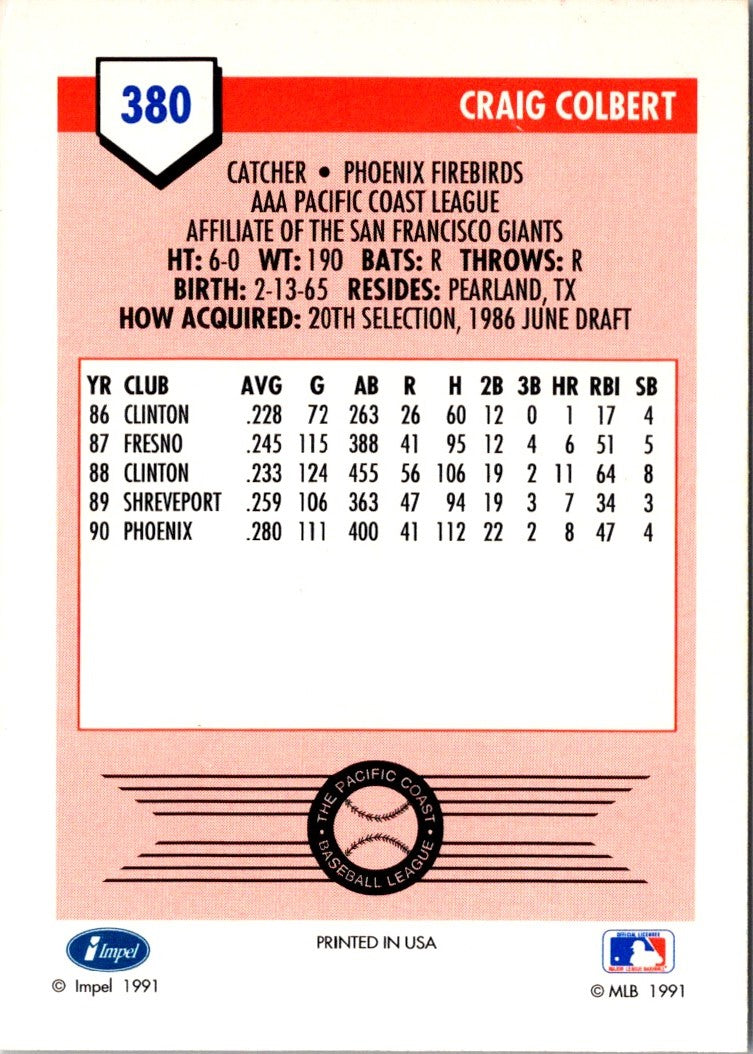 380
CRAIG COLBERT
CATCHER • PHOENIX FIREBIRDS
AAA PACIFIC COAST LEAGUE
AFFILIATE OF THE SAN FRANCISCO GIANTS
HT: 6-0 WT: 190 BATS: R THROWS: R
BIRTH: 2-13-65 RESIDES: PEARLAND, TX
HOW ACQUIRED: 20TH SELECTION, 1986 JUNE DRAFT
YR CLUB AVG G AB R H 2B 3B HR RBI SB
86 CLINTON .228 72 263 26 60 12 0 1 17 4
87 FRESNO .245 115 388 41 95 12 4 6 51 5
88 CLINTON .233 124 455 56 106 19 2 11 64 8
89 SHREVEPORT .259 106 363 47 94 19 3 7 34 3
90 PHOENIX .280 111 400 41 112 22 2 8 47 4
• THE PACIFIC COAST •
BASEBALL LEAGUE
Impel
© Impel 1991
PRINTED IN USA
OFFICIAL LICENSEE
MAJOR LEAGUE BASEBALL
© MLB 1991